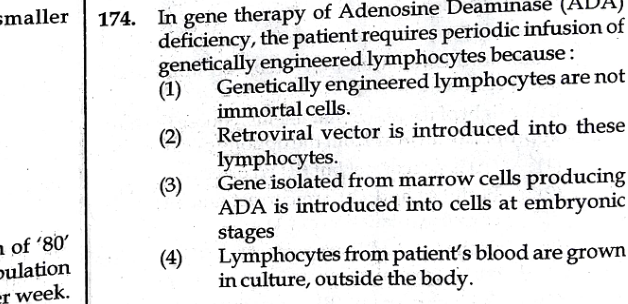 smaller
174. In gene therapy of Adenosine Deaminase (ADA)
deficiency, the patient requires periodic infusion of
genetically engineered lymphocytes because :
(1) Genetically engineered lymphocytes are not
immortal cells.
(2) Retroviral vector is introduced into these
lymphocytes.
(3) Gene isolated from marrow cells producing
ADA is introduced into cells at embryonic
stages
(4) Lymphocytes from patient's blood are grown
in culture, outside the body.
of '80'
per week.